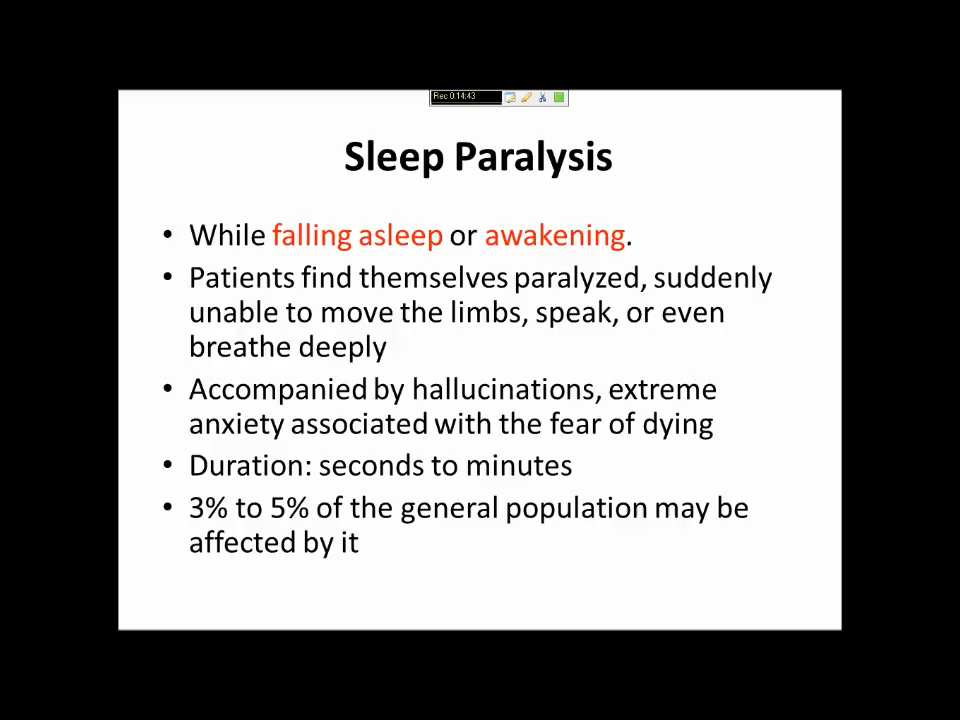 Rec 0:14:43
Sleep Paralysis
• While falling asleep or awakening.
• Patients find themselves paralyzed, suddenly
unable to move the limbs, speak, or even
breathe deeply
• Accompanied by hallucinations, extreme
anxiety associated with the fear of dying
• Duration: seconds to minutes
• 3% to 5% of the general population may be
affected by it